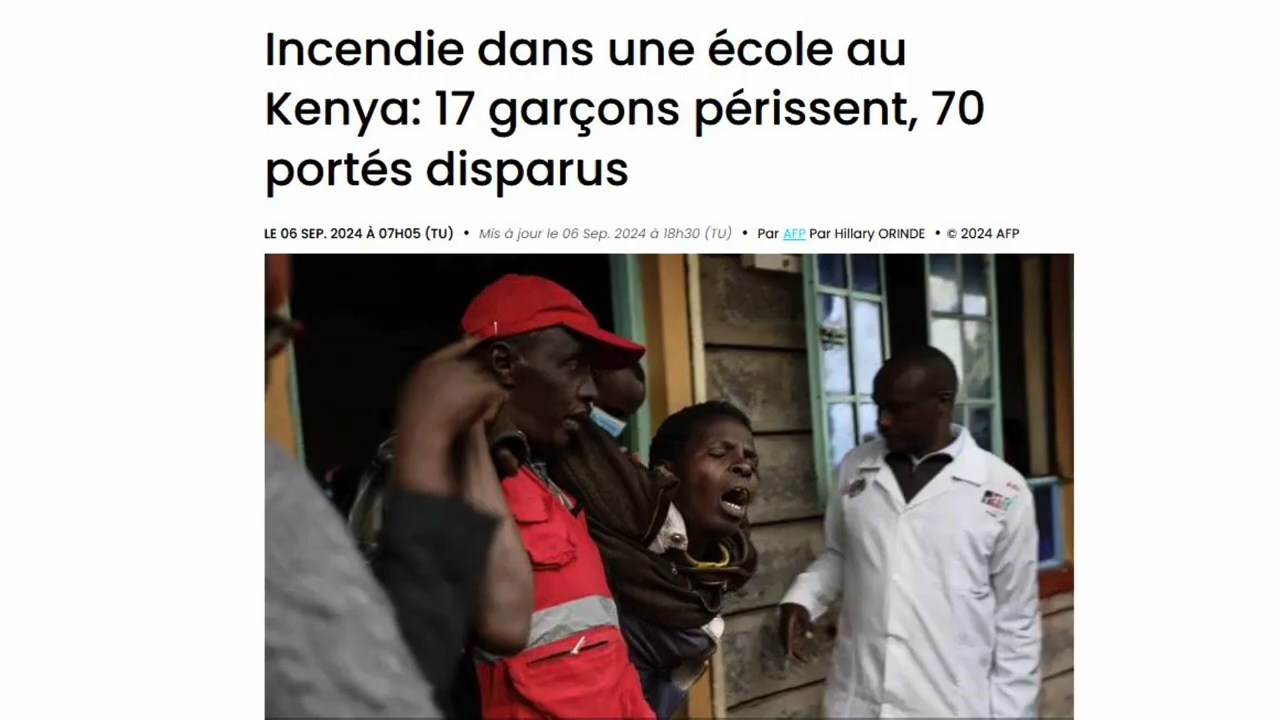 Incendie dans une école au
Kenya: 17 garçons périssent, 70
portés disparus
LE 06 SEP. 2024 À 07H05 (TU) • Mis à jour le 06 Sep. 2024 à 18h30 (TU) • Par AFP Par Hillary ORINDE • © 2024 AFP